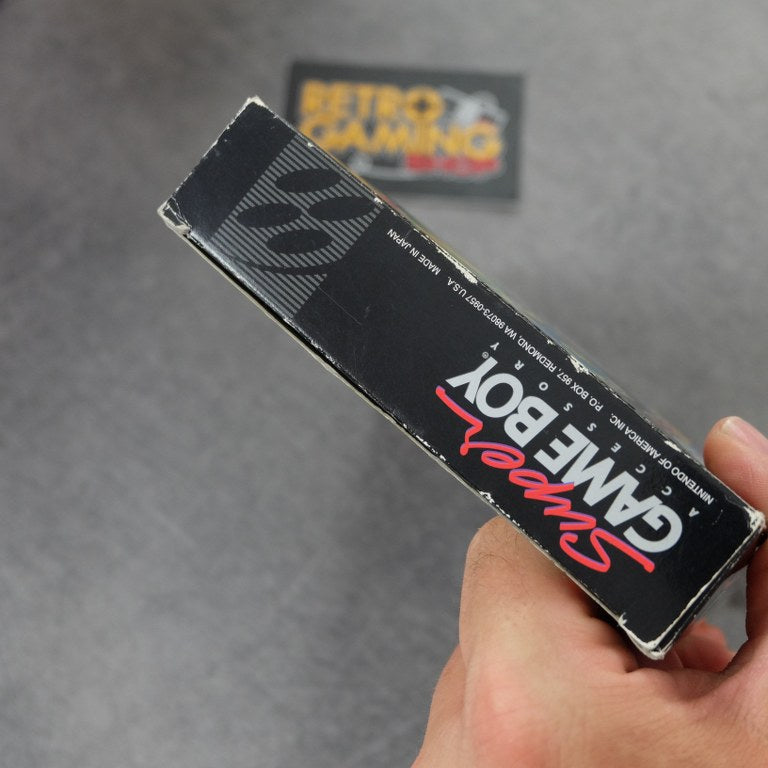 RETRO
GAMING
SHOP
Super
GAME BOY®
ACCESSORY
NINTENDO OF AMERICA INC. P.O. BOX 957, REDMOND, WA 98073-0957 U.S.A. MADE IN JAPAN